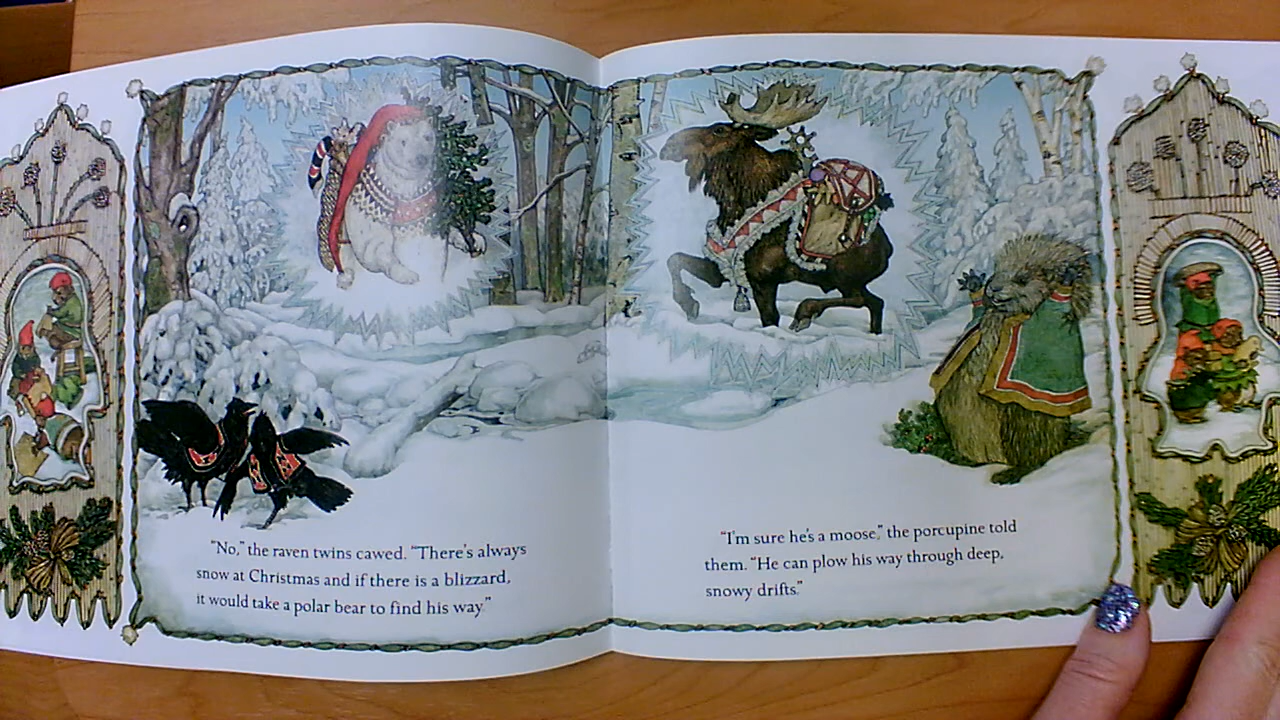 "No," the raven twins cawed. "There's always
snow at Christmas and if there is a blizzard,
it would take a polar bear to find his way."
"I'm sure he's a moose," the porcupine told
them. "He can plow his way through deep,
snowy drifts."